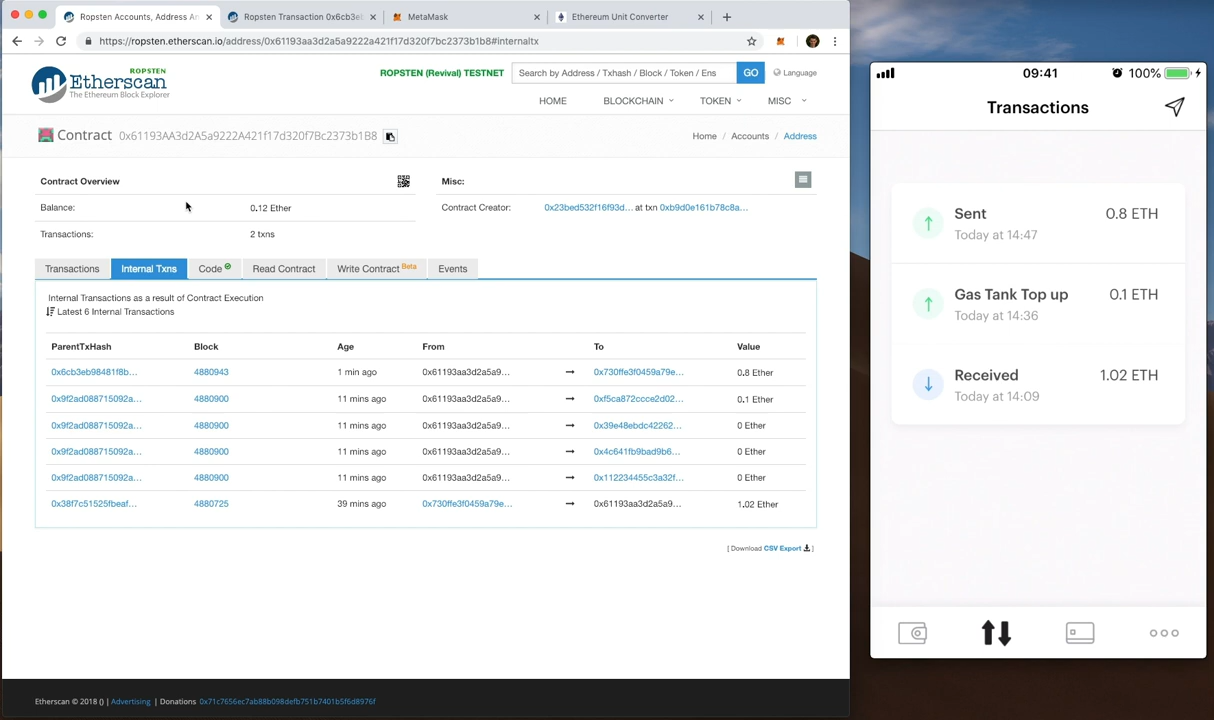 Ropsten Accounts, Address An
Ropsten Transaction 0x6cb3e
MetaMask
Ethereum Unit Converter
https://ropsten.etherscan.io/address/0x61193aa3d2a5a9222a421f17d320f7bc2373b1b8#internaltx
ROPSTEN
Etherscan
The Ethereum Block Explorer
ROPSTEN (Revival) TESTNET
Search by Address / Txhash / Block / Token / Ens
GO
Language
HOME BLOCKCHAIN TOKEN MISC
Contract 0x61193AA3D2A5a9222A421f17d320f7Bc2373b1B8
Home / Accounts / Address
Contract Overview
Balance: 0.12 Ether
Transactions: 2 txns
Misc:
Contract Creator: 0x23bed532f16f93d... at txn 0xb9d0e161b78c8a...
Transactions Internal Txns Code Read Contract Write Contract Beta Events
Internal Transactions as a result of Contract Execution
Latest 6 Internal Transactions
ParentTxHash Block Age From To Value
0x6cb3eb98481f8b... 4880943 1 min ago 0x61193aa3d2a5a9... 0x730ffe3f0459a79e... 0.8 Ether
0x9f2ad088715092a... 4880900 11 mins ago 0x61193aa3d2a5a9... 0xf5ca872ccce2d02... 0.1 Ether
0x9f2ad088715092a... 4880900 11 mins ago 0x61193aa3d2a5a9... 0x39e48ebdc42262... 0 Ether
0x9f2ad088715092a... 4880900 11 mins ago 0x61193aa3d2a5a9... 0x4c641fb9bad9b6... 0 Ether
0x9f2ad088715092a... 4880900 11 mins ago 0x61193aa3d2a5a9... 0x112234455c3a32f... 0 Ether
0x38f7c51525fbeaf... 4880725 39 mins ago 0x730ffe3f0459a79e... 0x61193aa3d2a5a9... 1.02 Ether
[ Download CSV Export ]
Etherscan © 2018 () | Advertising | Donations 0x71c7656ec7ab88b098defb751b7401b5f6d8976f
09:41
100%
Transactions
Sent 0.8 ETH
Today at 14:47
Gas Tank Top up 0.1 ETH
Today at 14:36
Received 1.02 ETH
Today at 14:09